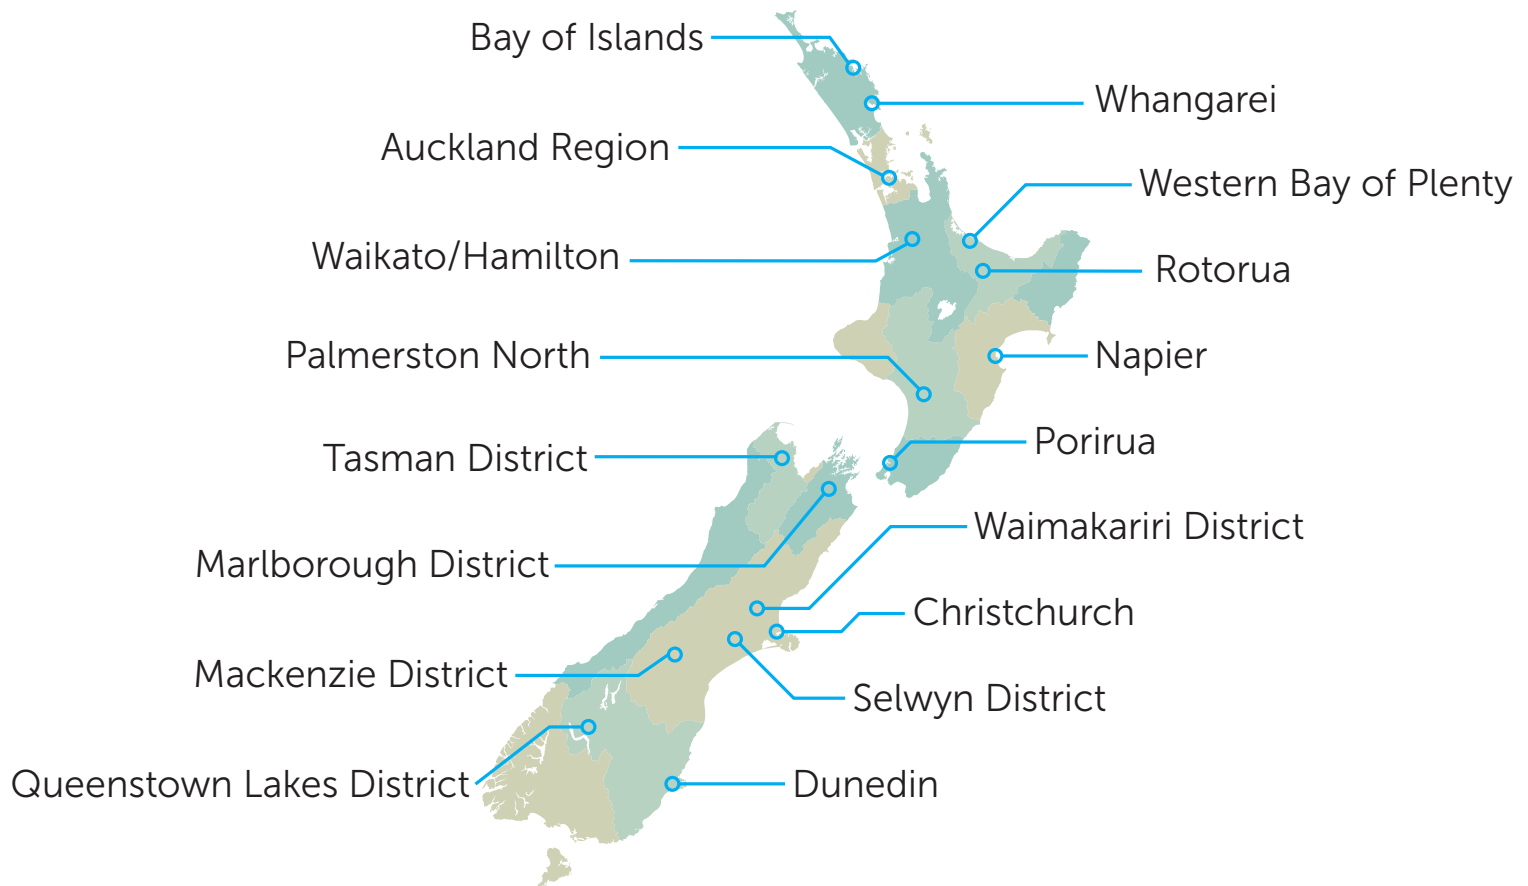 Bay of Islands
Whangarei
Auckland Region
Western Bay of Plenty
Waikato/Hamilton
Rotorua
Palmerston North
Napier
Porirua
Tasman District
Waimakariri District
Marlborough District
Christchurch
Mackenzie District
Selwyn District
Queenstown Lakes District
Dunedin